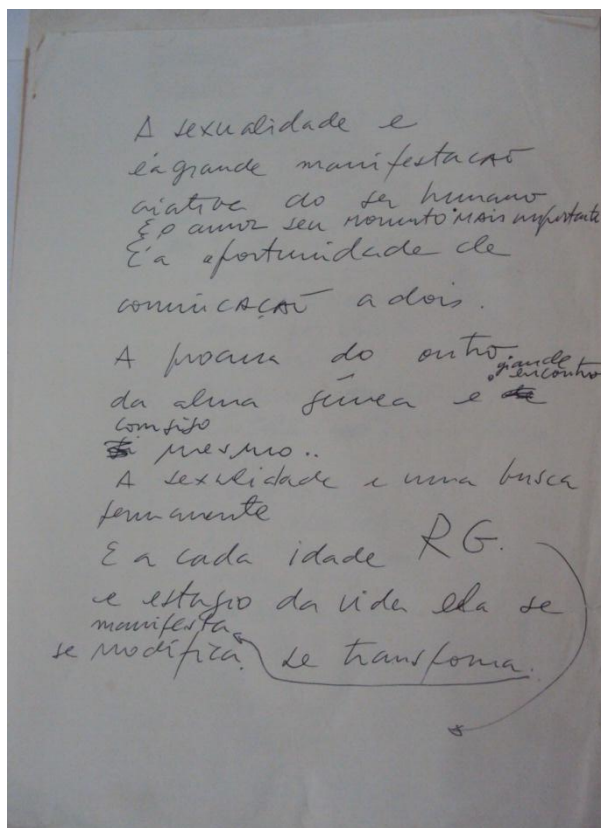 A sexualidade e
é a grande manifestacão
criativa do ser humano
E o amor seu momento mais importante
É a oportunidade de
comunicação a dois.
A procura do outro,
grande
o encontro
da alma gêmea e
consigo
mesmo..
A sexualidade e uma busca
permanente
E a cada idade RG.
e estagio da vida ela se
manifesta
se modifica. se transforma.